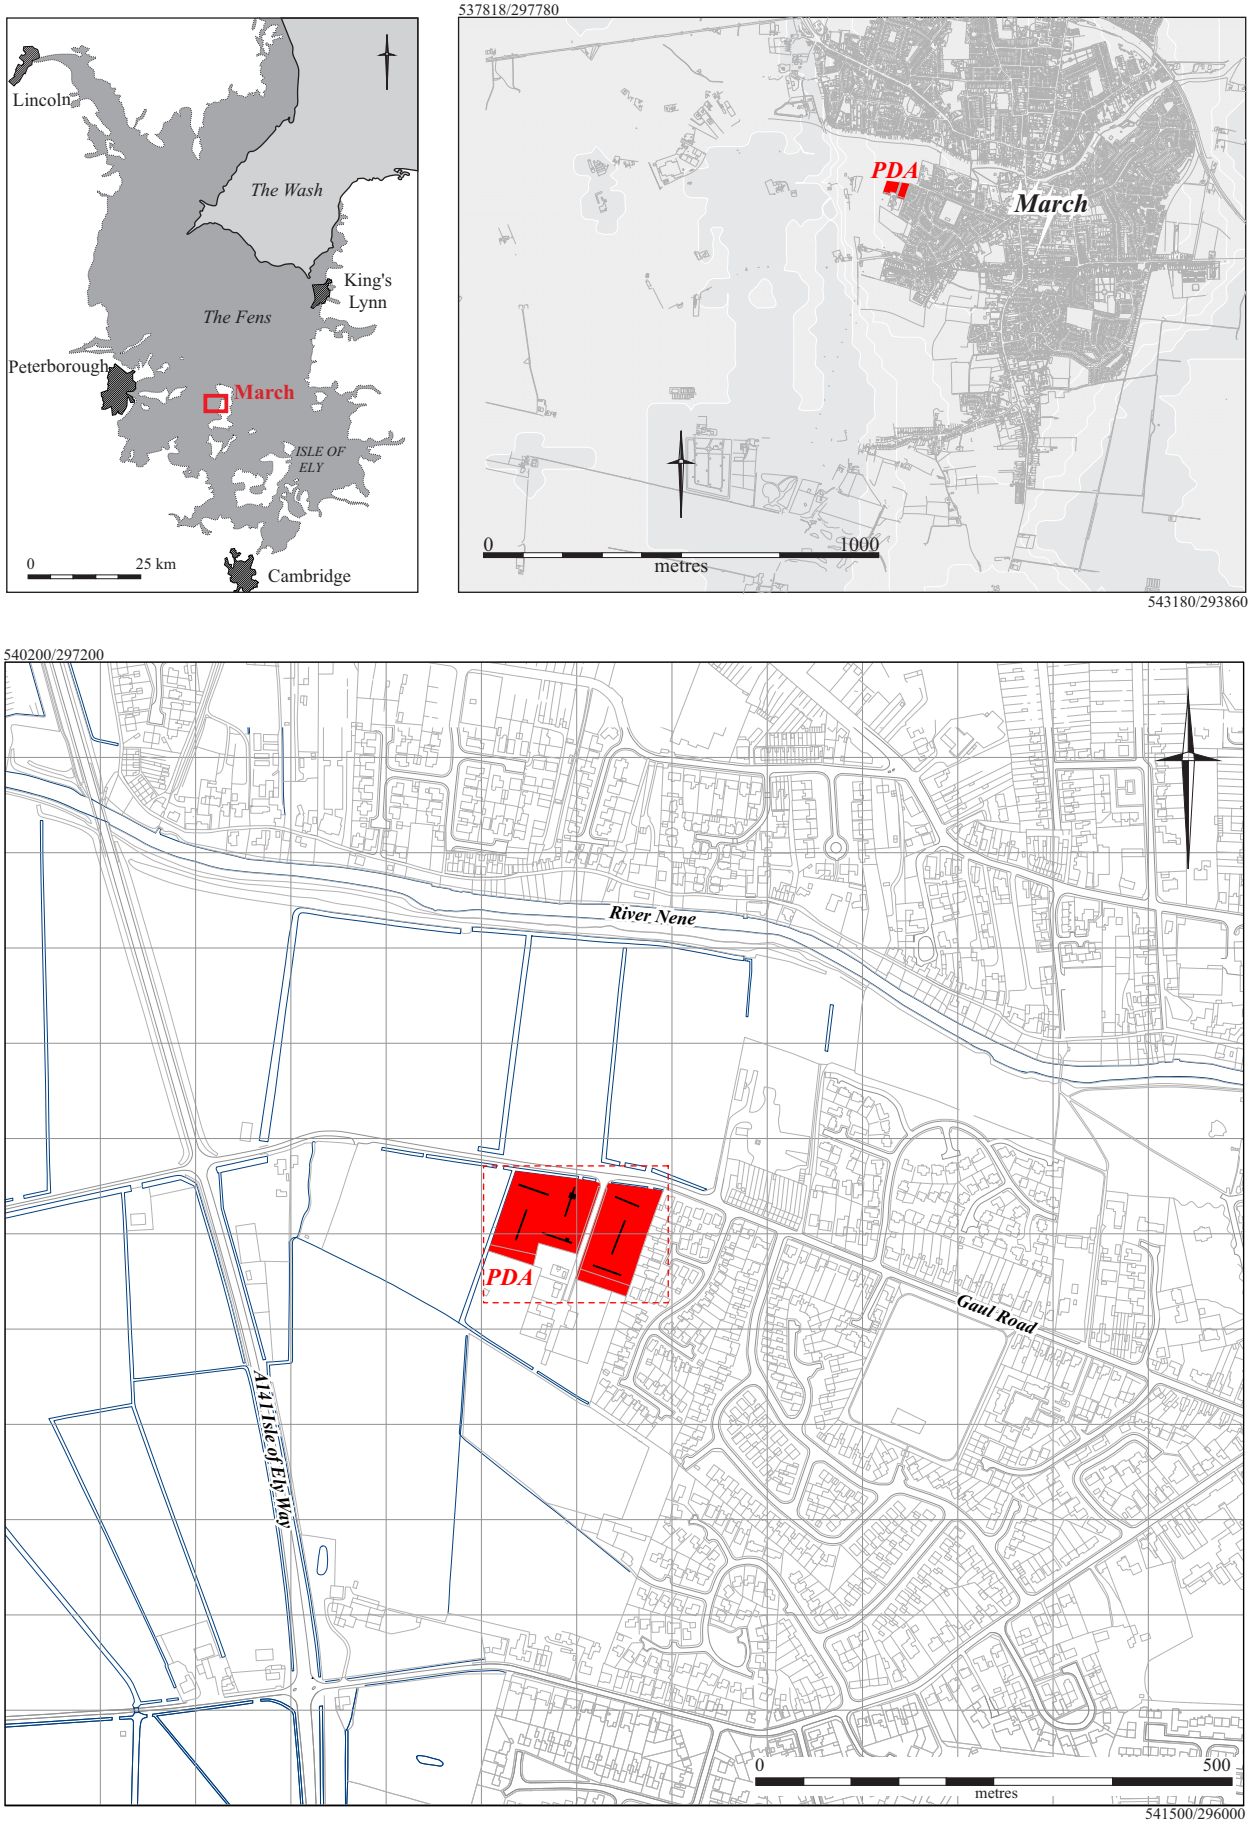 Lincoln
The Wash
King's
Lynn
The Fens
Peterborough
March
ISLE OF
ELY
0 25 km
Cambridge
537818/297780
PDA
March
0 1000
metres
543180/293860
540200/297200
River Nene
PDA
Gaul Road
A141 Isle of Ely Way
0 500
metres
541500/296000